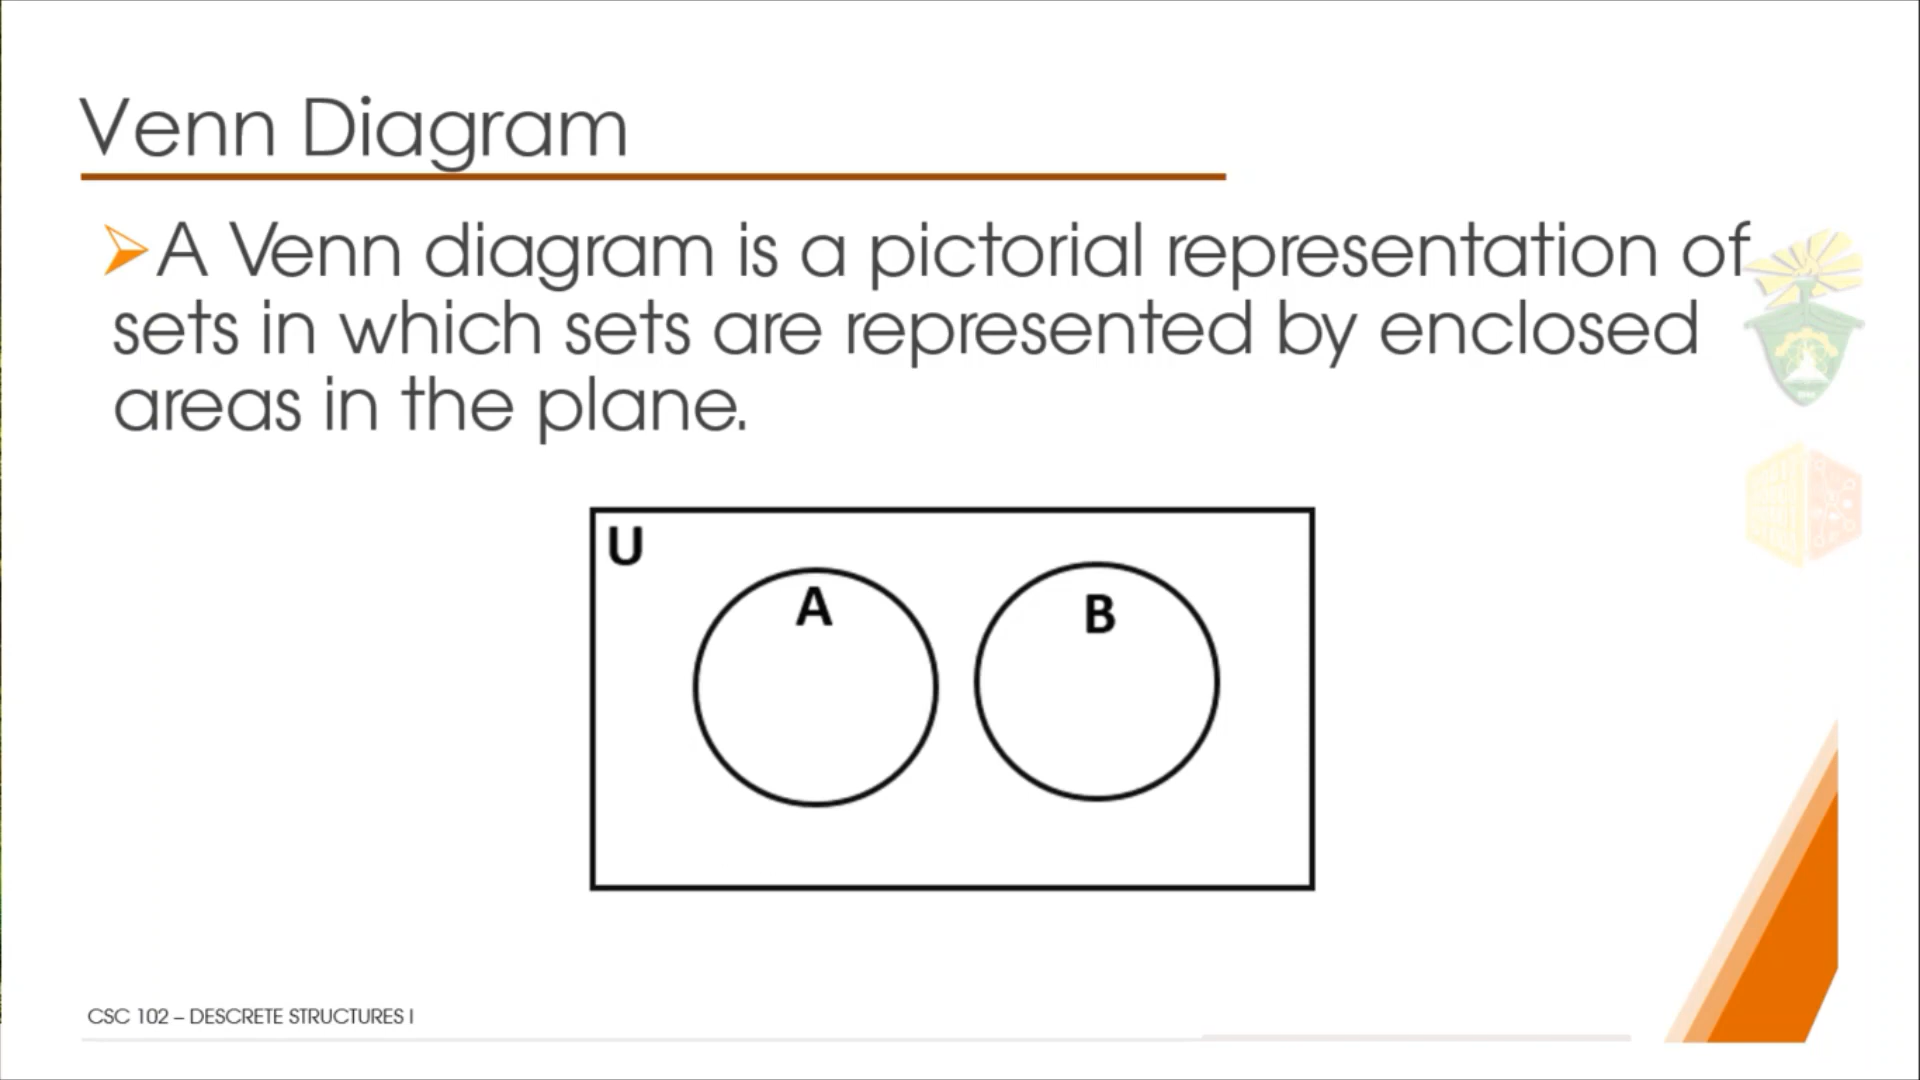 Venn Diagram
A Venn diagram is a pictorial representation of
sets in which sets are represented by enclosed
areas in the plane.
U
A
B
CSC 102 – DESCRETE STRUCTURES I